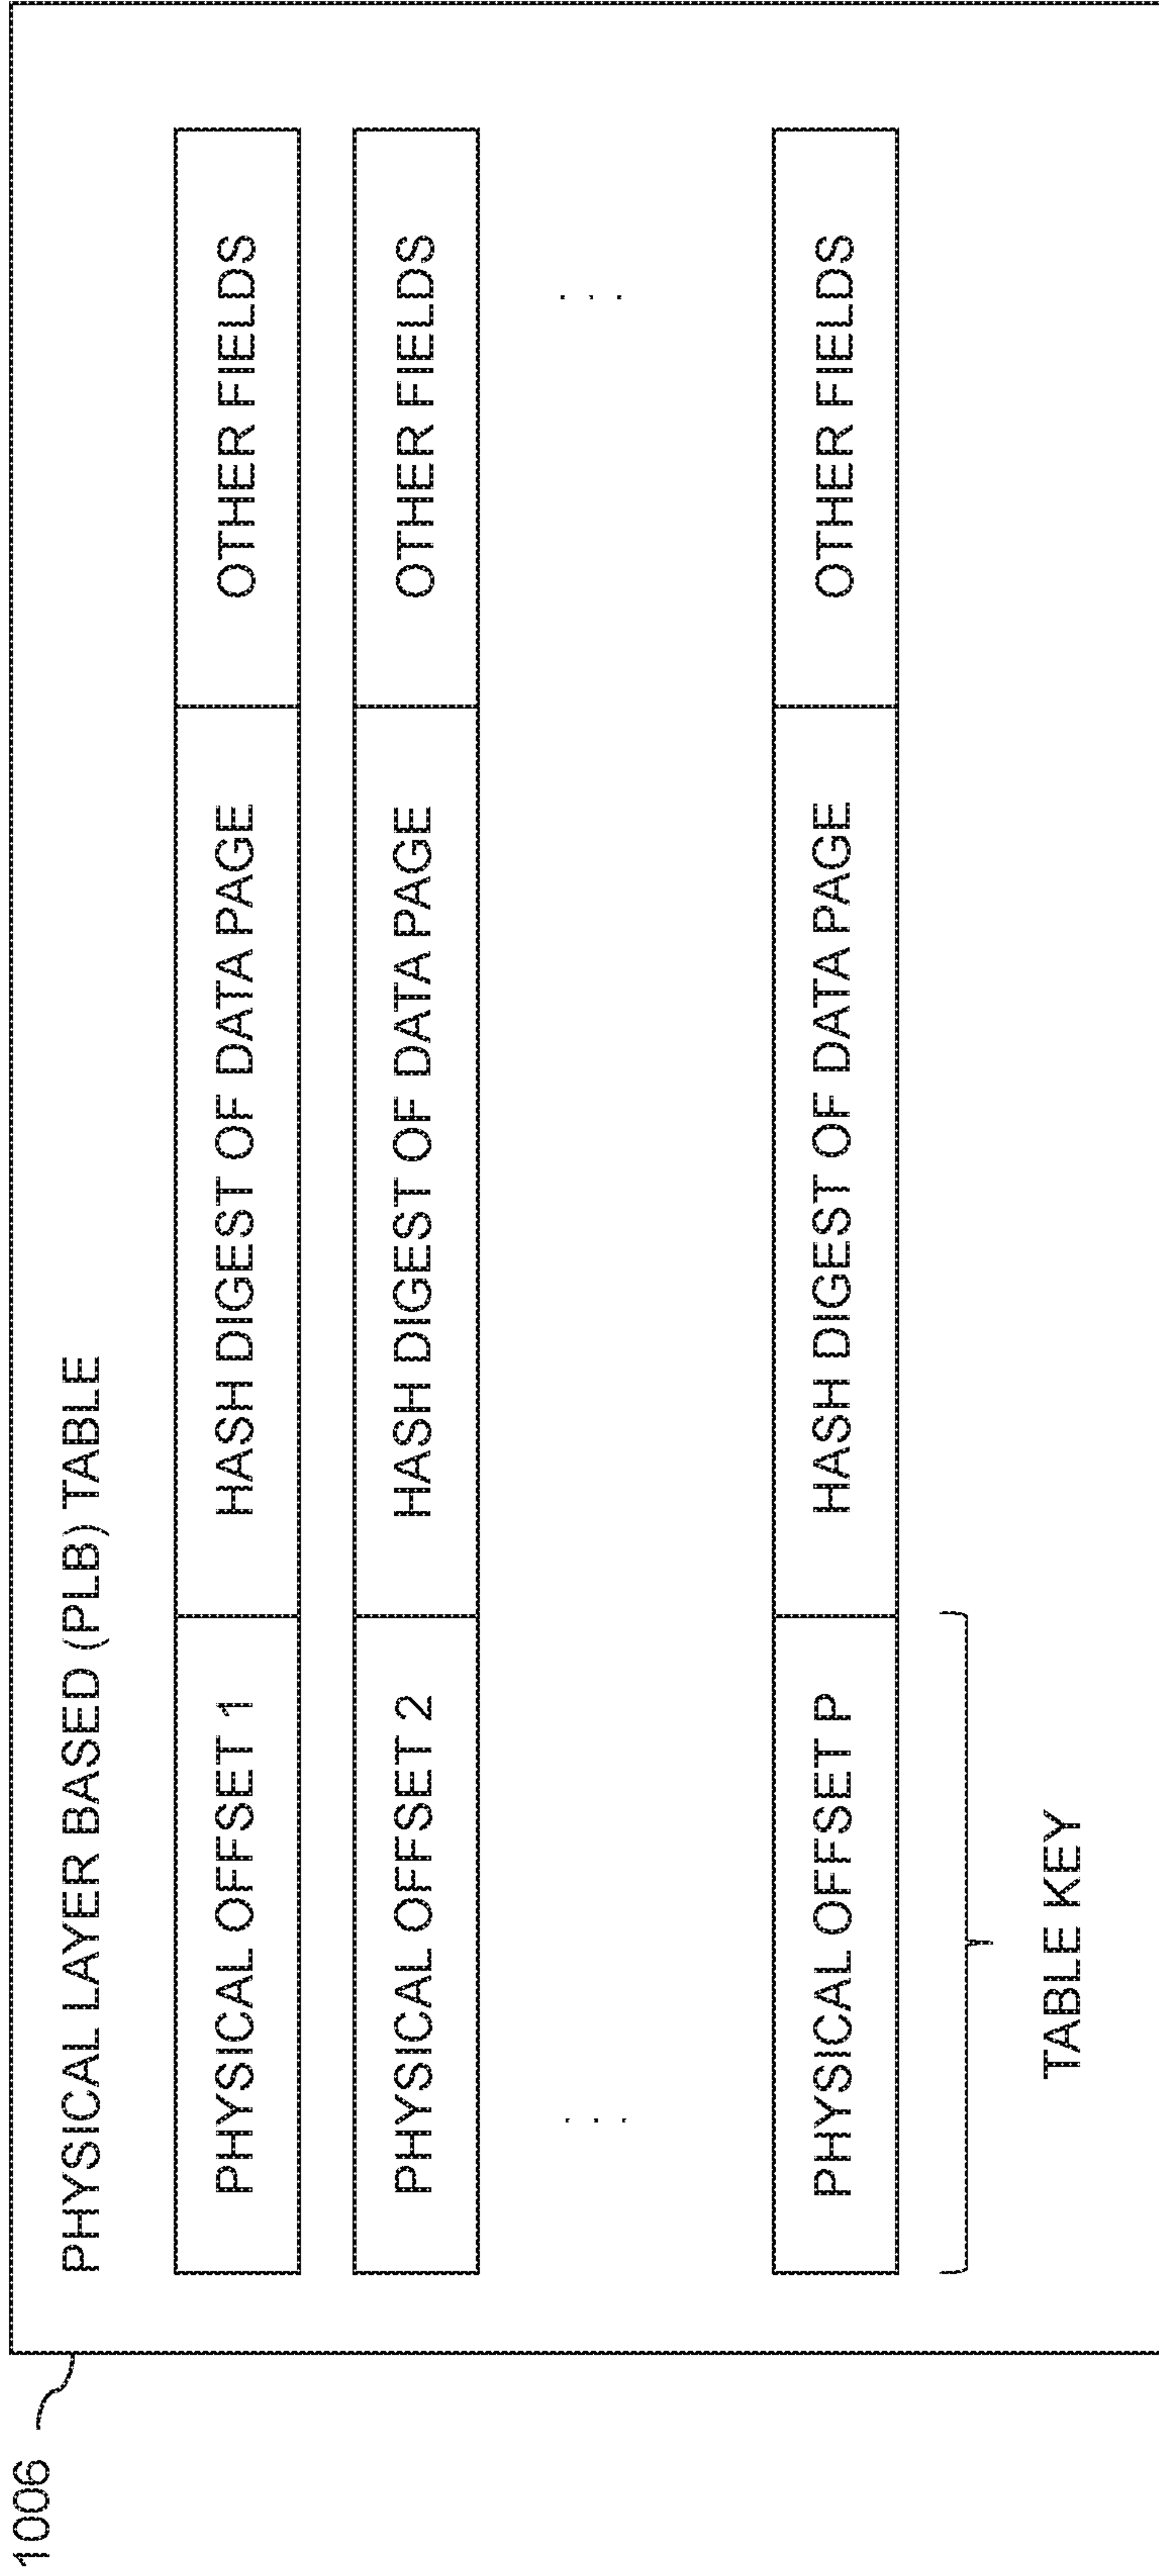 1006
PHYSICAL LAYER BASED (PLB) TABLE
PHYSICAL OFFSET 1 HASH DIGEST OF DATA PAGE OTHER FIELDS
PHYSICAL OFFSET 2 HASH DIGEST OF DATA PAGE OTHER FIELDS
. . . . . .
PHYSICAL OFFSET P HASH DIGEST OF DATA PAGE OTHER FIELDS
TABLE KEY